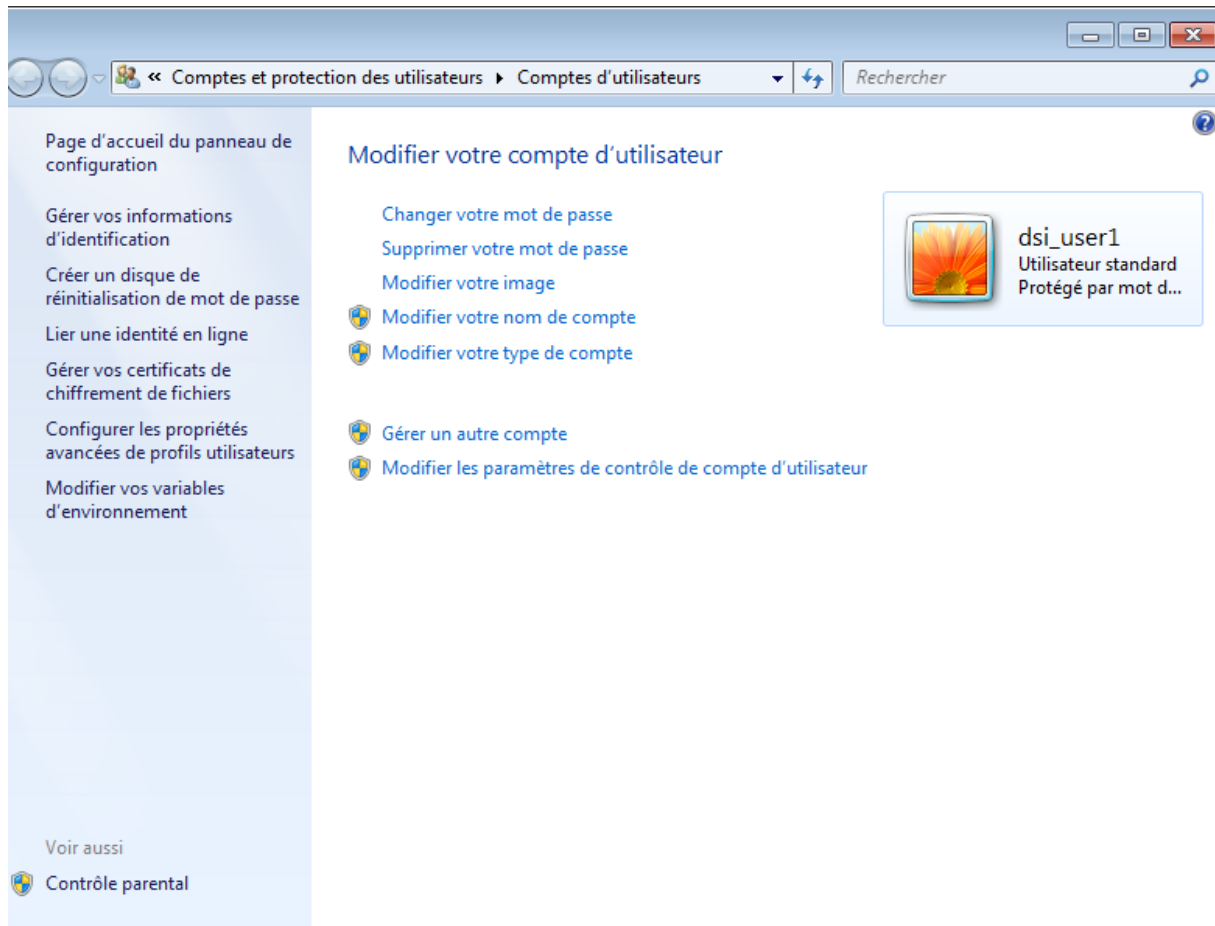 « Comptes et protection des utilisateurs ▸ Comptes d'utilisateurs
Rechercher
Page d'accueil du panneau de
configuration
Gérer vos informations
d'identification
Créer un disque de
réinitialisation de mot de passe
Lier une identité en ligne
Gérer vos certificats de
chiffrement de fichiers
Configurer les propriétés
avancées de profils utilisateurs
Modifier vos variables
d'environnement
Voir aussi
Contrôle parental
Modifier votre compte d'utilisateur
Changer votre mot de passe
Supprimer votre mot de passe
Modifier votre image
Modifier votre nom de compte
Modifier votre type de compte
Gérer un autre compte
Modifier les paramètres de contrôle de compte d'utilisateur
dsi_user1
Utilisateur standard
Protégé par mot d...